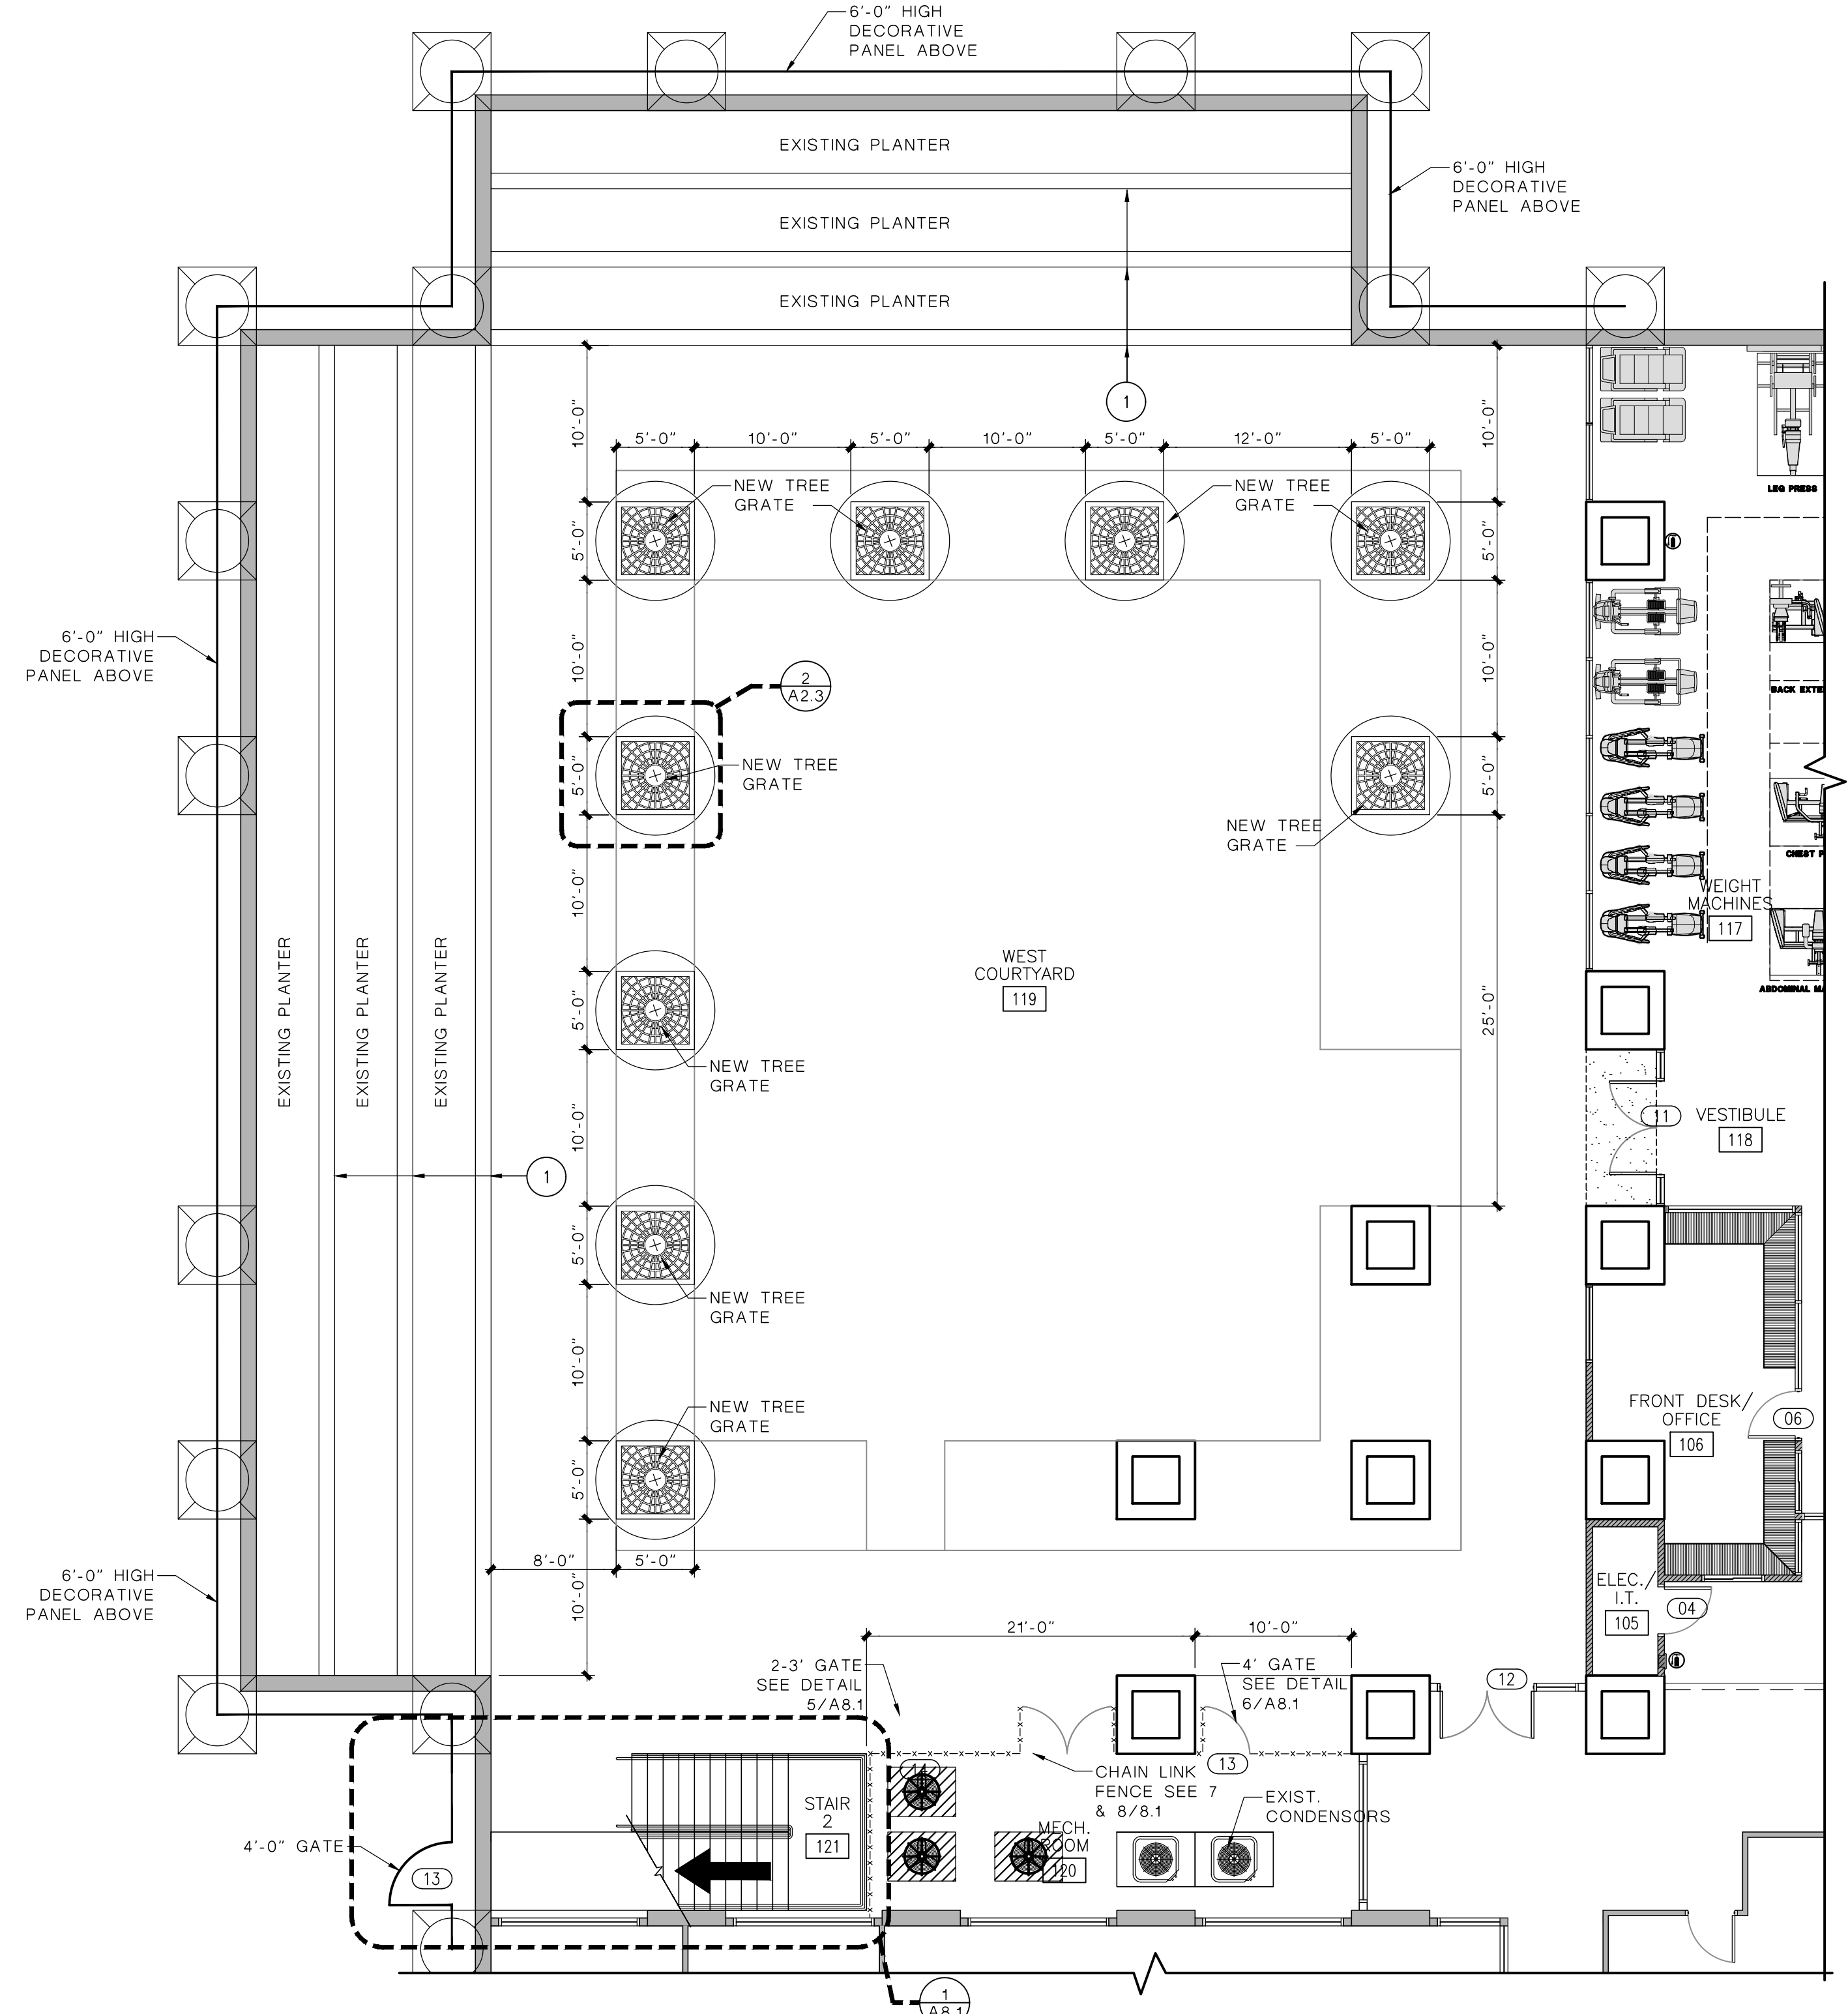 6'-0" HIGH
DECORATIVE
PANEL ABOVE
EXISTING PLANTER
6'-0" HIGH
DECORATIVE
PANEL ABOVE
EXISTING PLANTER
EXISTING PLANTER
1
10'-0"
10'-0"
5'-0"
10'-0"
5'-0"
10'-0"
5'-0"
12'-0"
5'-0"
NEW TREE
GRATE
NEW TREE
GRATE
LEG PRESS
5'-0"
5'-0"
6'-0" HIGH
DECORATIVE
PANEL ABOVE
10'-0"
10'-0"
2
A2.3
BACK EXTE
5'-0"
NEW TREE
GRATE
5'-0"
NEW TREE
GRATE
CHEST P
10'-0"
WEIGHT
MACHINES
117
EXISTING PLANTER
EXISTING PLANTER
EXISTING PLANTER
WEST
COURTYARD
119
ABDOMINAL MA
5'-0"
25'-0"
NEW TREE
GRATE
10'-0"
11
VESTIBULE
118
1
5'-0"
NEW TREE
GRATE
10'-0"
NEW TREE
GRATE
FRONT DESK/
OFFICE
106
06
5'-0"
8'-0"
5'-0"
6'-0" HIGH
DECORATIVE
PANEL ABOVE
10'-0"
ELEC./
I.T.
105
04
21'-0"
10'-0"
2-3' GATE
SEE DETAIL
5/A8.1
4' GATE
SEE DETAIL
6/A8.1
12
14
13
CHAIN LINK
FENCE SEE 7
& 8/8.1
EXIST.
CONDENSORS
STAIR
2
121
MECH.
ROOM
120
4'-0" GATE
13
1
A8.1